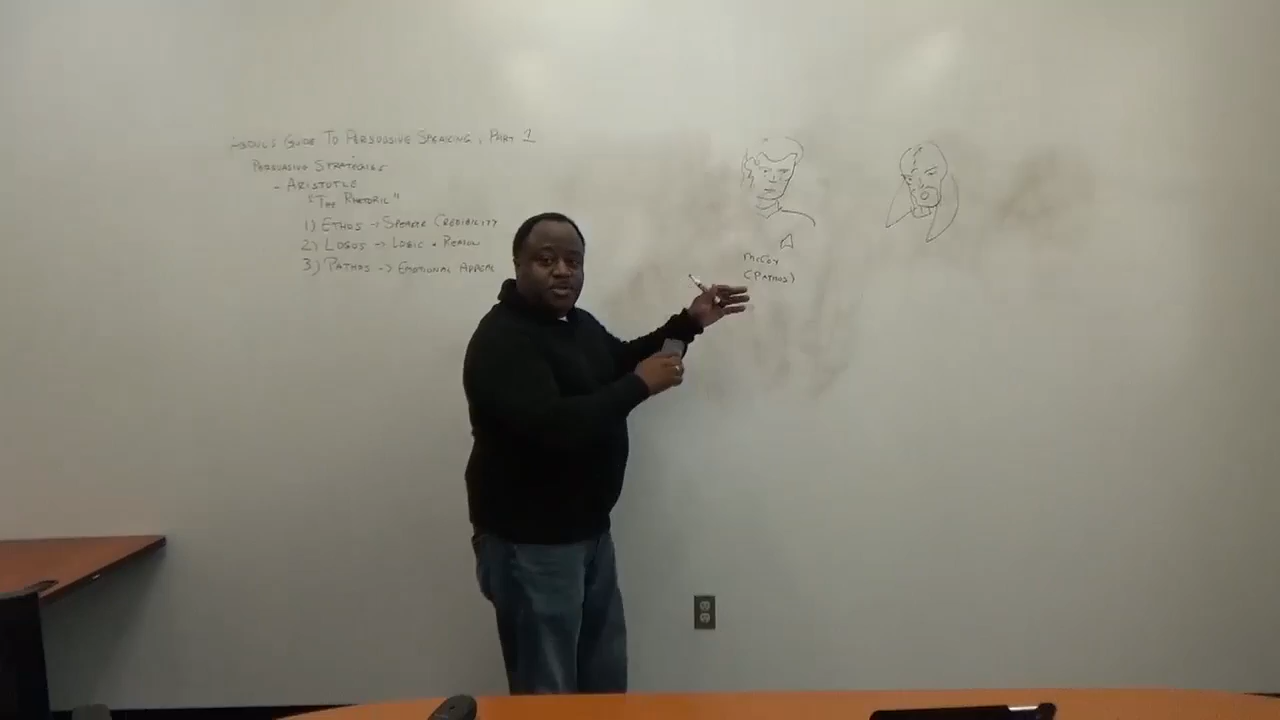 ABDUL'S GUIDE TO PERSUASIVE SPEAKING, PART 1
PERSUASIVE STRATEGIES
- ARISTOTLE
"THE RHETORIC"
1) ETHOS -> SPEAKER CREDIBILITY
2) LOGOS -> LOGIC + REASON
3) PATHOS -> EMOTIONAL APPEAL
McCOY
(PATHOS)